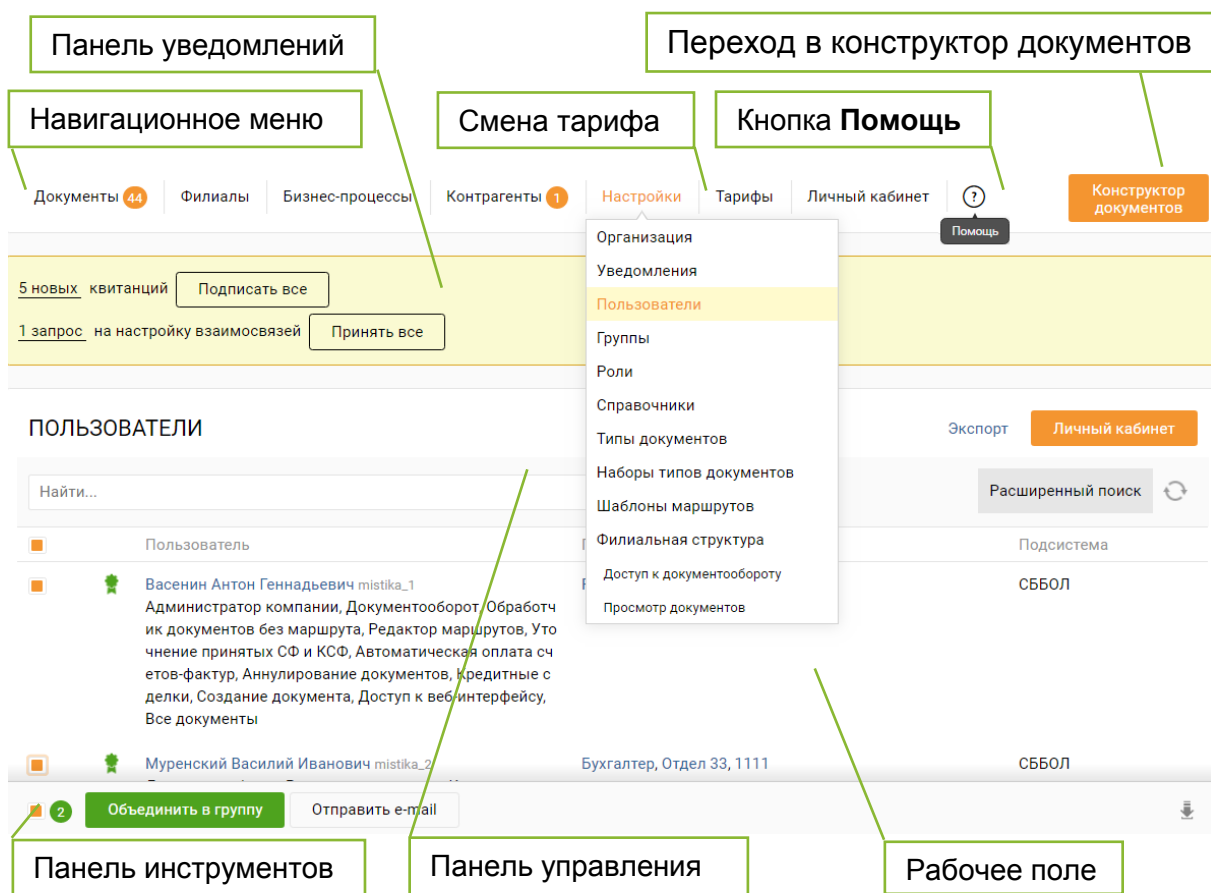 Панель уведомлений
Переход в конструктор документов
Навигационное меню
Смена тарифа
Кнопка Помощь
Документы 44 Филиалы Бизнес-процессы Контрагенты 1 Настройки Тарифы Личный кабинет ?
Конструктор
документов
Помощь
Организация
Уведомления
Пользователи
Группы
Роли
Справочники
Типы документов
Наборы типов документов
Шаблоны маршрутов
Филиальная структура
Доступ к документообороту
Просмотр документов
5 новых квитанций Подписать все
1 запрос на настройку взаимосвязей Принять все
ПОЛЬЗОВАТЕЛИ
Экспорт Личный кабинет
Найти...
Расширенный поиск
Пользователь
Подсистема
Васенин Антон Геннадьевич mistika_1
СББОЛ
Администратор компании, Документооборот, Обработч
ик документов без маршрута, Редактор маршрутов, Уто
чнение принятых СФ и КСФ, Автоматическая оплата сч
етов-фактур, Аннулирование документов, Кредитные с
делки, Создание документа, Доступ к веб-интерфейсу,
Все документы
Муренский Василий Иванович mistika_2 Бухгалтер, Отдел 33, 1111 СББОЛ
2 Объединить в группу Отправить e-mail
Панель инструментов
Панель управления
Рабочее поле